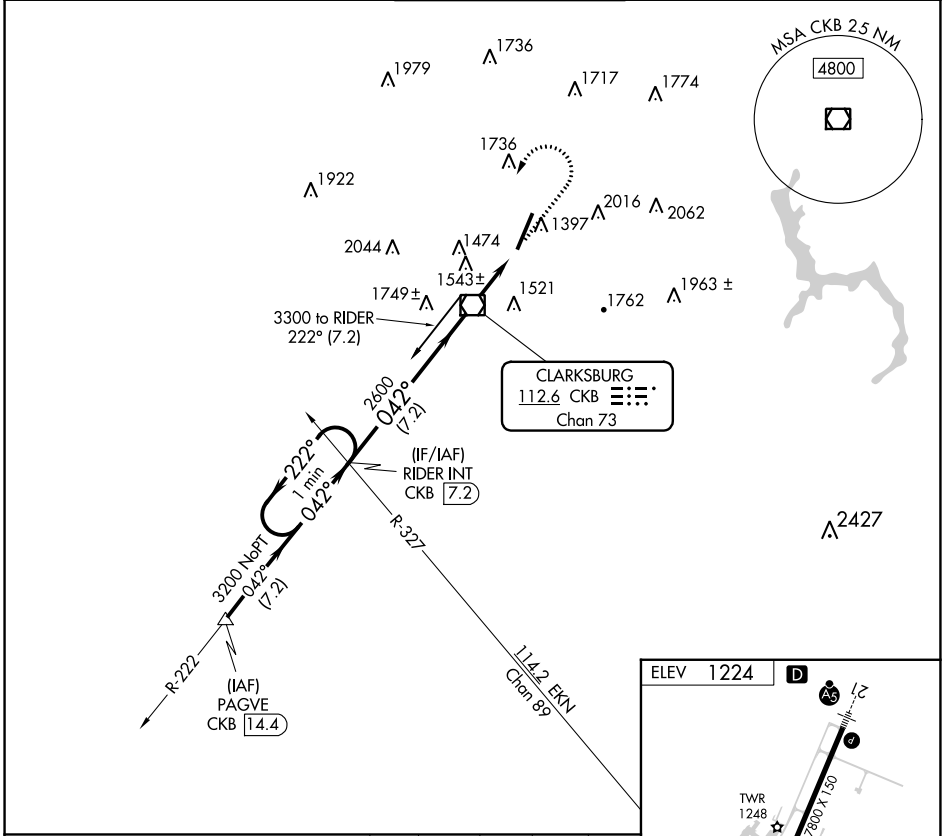 MSA CKB 25 NM
4800
1736
1979
1717
1774
1736
1922
2016
2062
1397
2044
1474
1543±
1749±
1521
1762
1963 ±
3300 to RIDER
222° (7.2)
CLARKSBURG
112.6 CKB
Chan 73
2600
042°
(7.2)
(IF/IAF)
RIDER INT
CKB 7.2
222°
1 min
042°
R-327
2427
3200 NoPT
042°
(7.2)
R-222
(IAF)
PAGVE
CKB 14.4
114.2 EKN
Chan 89
ELEV 1224 D
A5
21
P
TWR
1248
7800 X 150